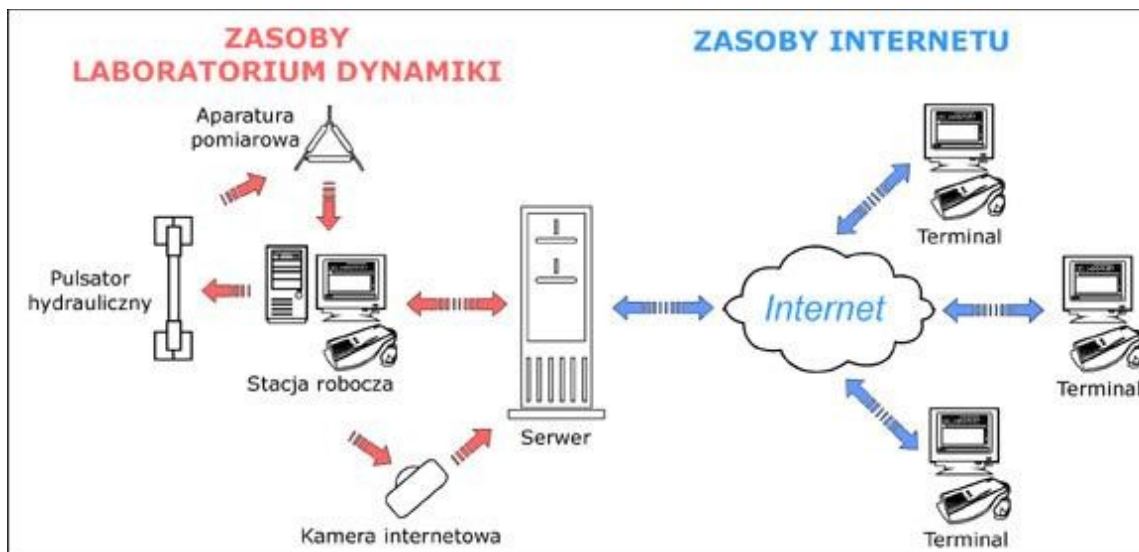 ZASOBY
LABORATORIUM DYNAMIKI
ZASOBY INTERNETU
Aparatura
pomiarowa
Pulsator
hydrauliczny
Stacja robocza
Kamera internetowa
Serwer
Internet
Terminal
Terminal
Terminal